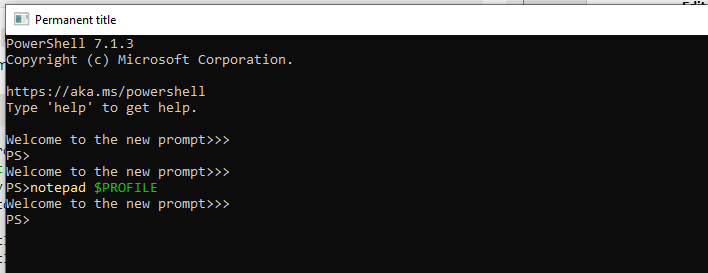 Edit
Permanent title
PowerShell 7.1.3
Copyright (c) Microsoft Corporation.
https://aka.ms/powershell
Type 'help' to get help.
Welcome to the new prompt>>>
PS>
Welcome to the new prompt>>>
PS>notepad $PROFILE
Welcome to the new prompt>>>
PS>